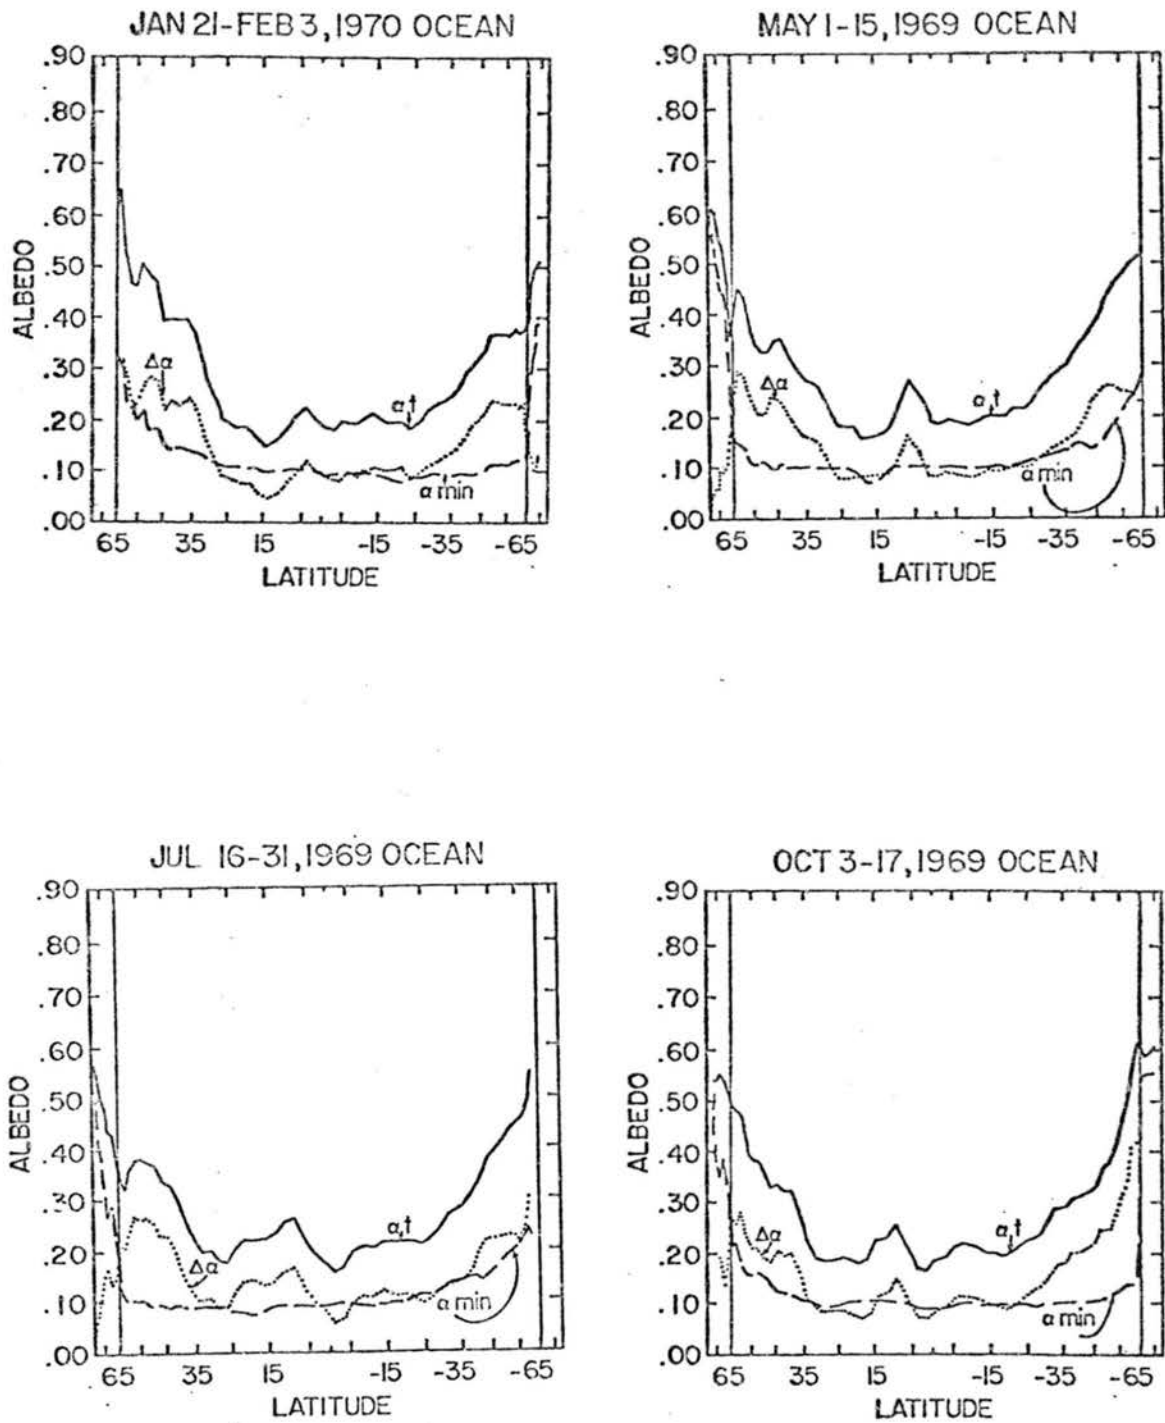 JAN 21-FEB 3, 1970 OCEAN
.90
.80
.70
.60
.50
.40
.30
.20
.10
.00
ALBEDO
Δα
α,t
α min
65 35 15 -15 -35 -65
LATITUDE
MAY 1-15, 1969 OCEAN
.90
.80
.70
.60
.50
.40
.30
.20
.10
.00
ALBEDO
Δα
α,t
α min
65 35 15 -15 -35 -65
LATITUDE
JUL 16-31, 1969 OCEAN
.90
.80
.70
.60
.50
.40
.30
.20
.10
.00
ALBEDO
Δα
α,t
α min
65 35 15 -15 -35 -65
LATITUDE
OCT 3-17, 1969 OCEAN
.90
.80
.70
.60
.50
.40
.30
.20
.10
.00
ALBEDO
Δα
α,t
α min
65 35 15 -15 -35 -65
LATITUDE